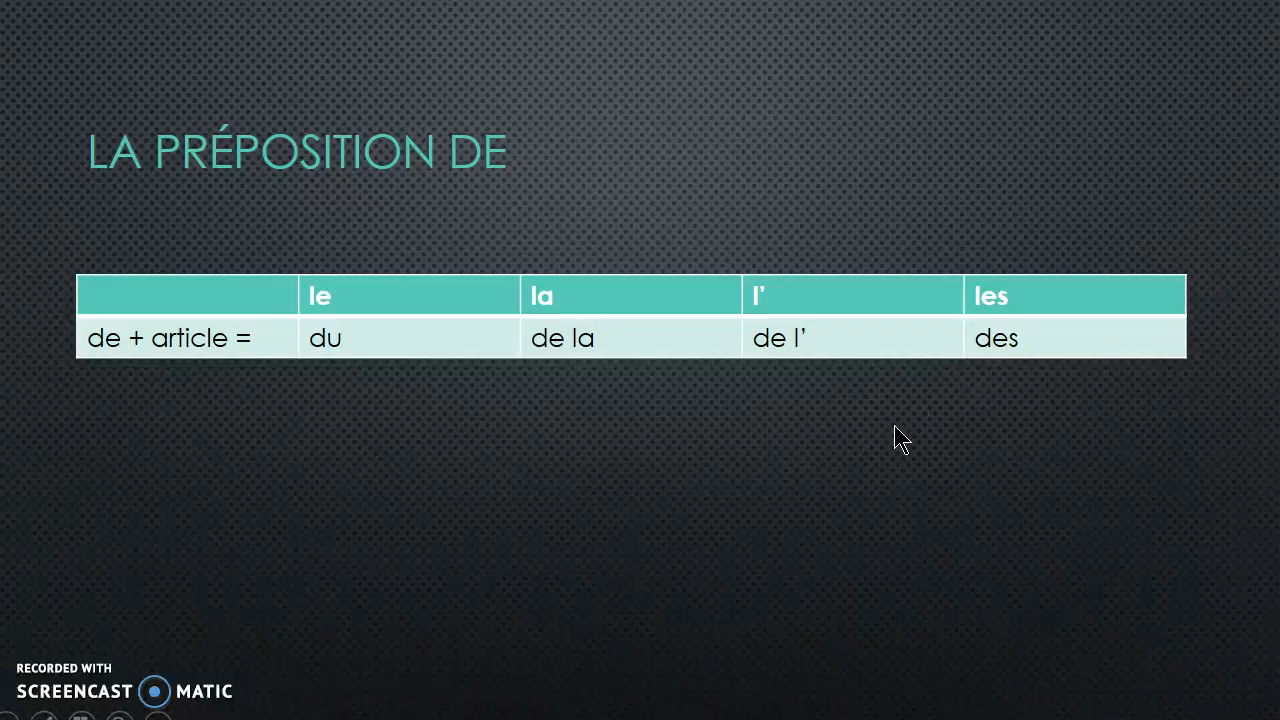 LA PRÉPOSITION DE
le la l’ les
de + article = du de la de l’ des
RECORDED WITH
SCREENCAST MATIC